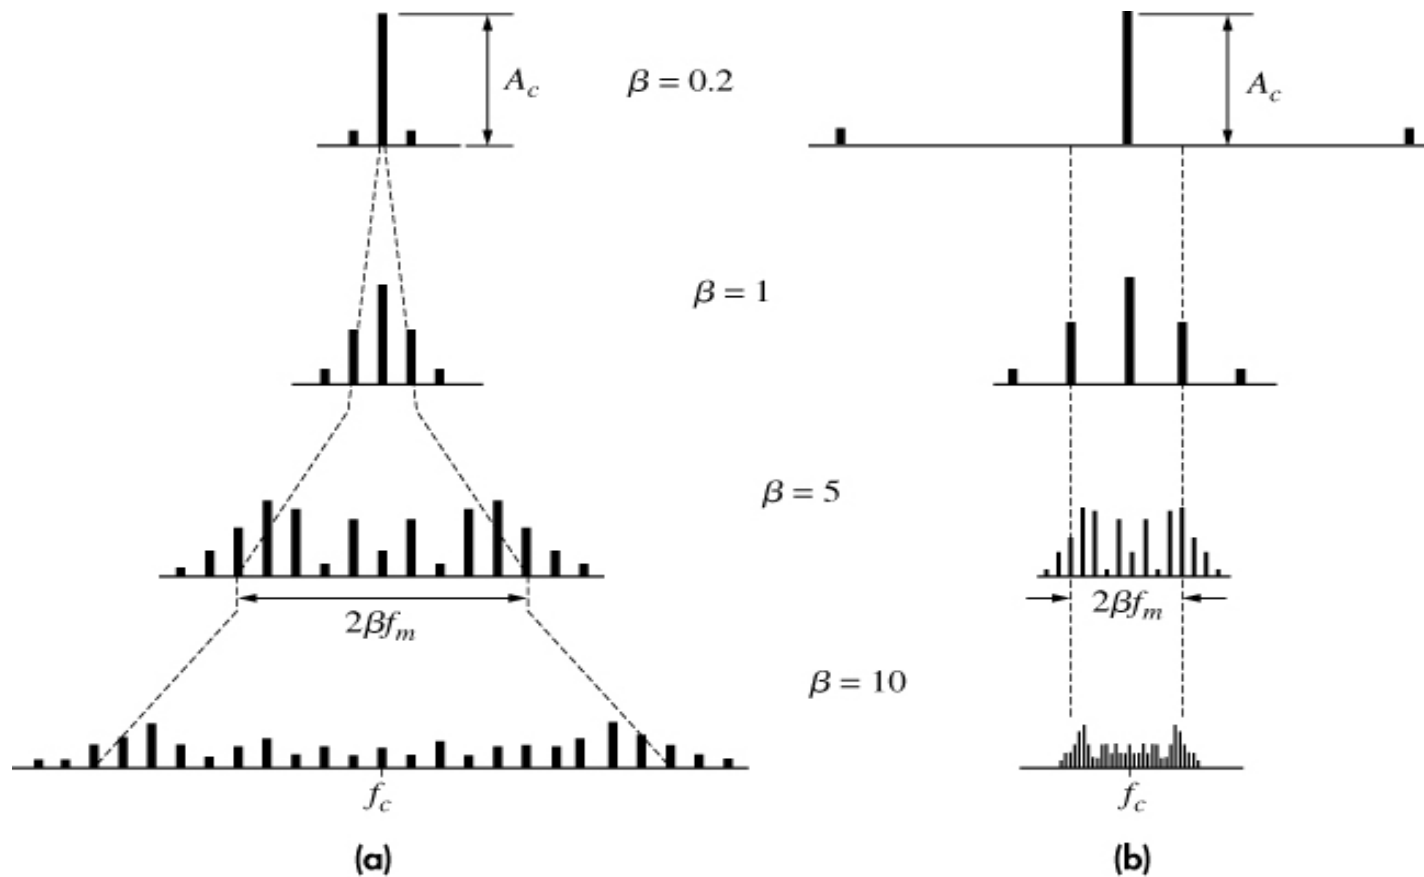 A_c
β = 0.2
A_c
β = 1
β = 5
2βf_m
2βf_m
β = 10
f_c
f_c
(a)
(b)